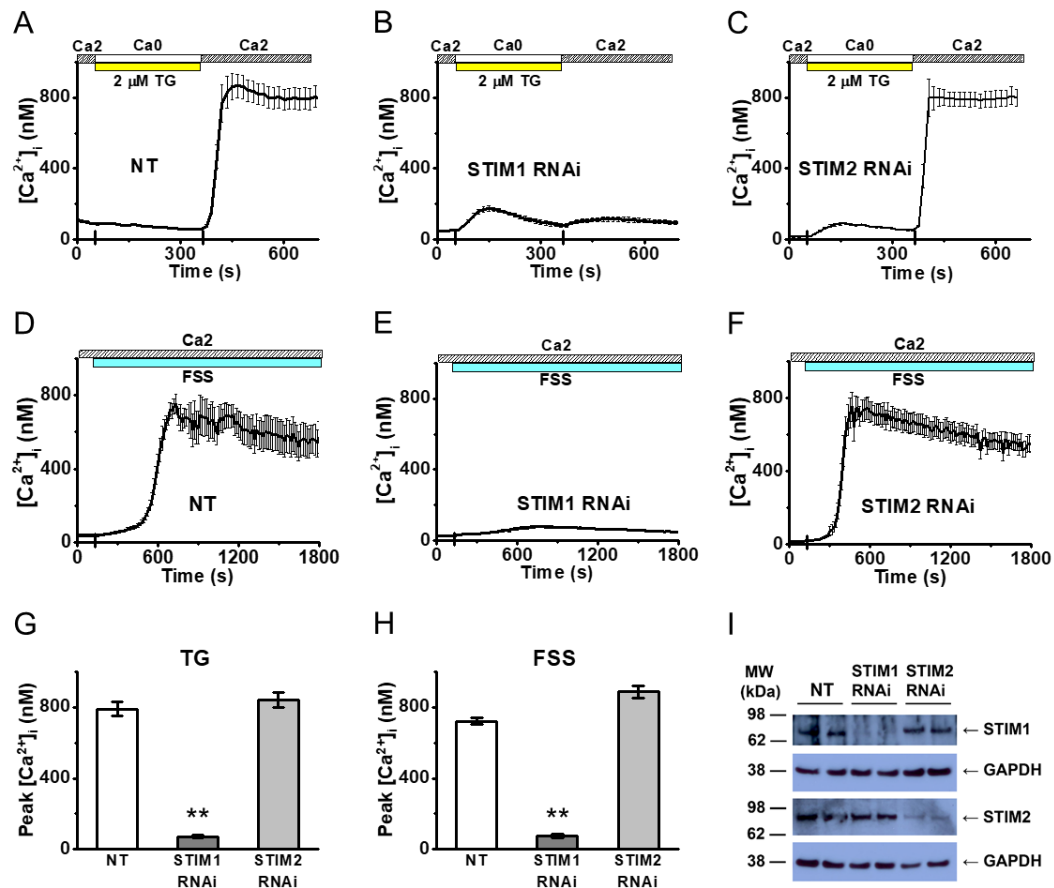 A
Ca2 Ca0 Ca2
2 µM TG
[Ca²⁺]ᵢ (nM)
800
400
0
NT
0 300 600
Time (s)
B
Ca2 Ca0 Ca2
2 µM TG
[Ca²⁺]ᵢ (nM)
800
400
0
STIM1 RNAi
0 300 600
Time (s)
C
Ca2 Ca0 Ca2
2 µM TG
[Ca²⁺]ᵢ (nM)
800
400
0
STIM2 RNAi
0 300 600
Time (s)
D
Ca2
FSS
[Ca²⁺]ᵢ (nM)
800
400
0
NT
0 600 1200 1800
Time (s)
E
Ca2
FSS
[Ca²⁺]ᵢ (nM)
800
400
0
STIM1 RNAi
0 600 1200 1800
Time (s)
F
Ca2
FSS
[Ca²⁺]ᵢ (nM)
800
400
0
STIM2 RNAi
0 600 1200 1800
Time (s)
G
TG
Peak [Ca²⁺]ᵢ (nM)
800
400
0
**
NT STIM1 STIM2
RNAi RNAi
H
FSS
Peak [Ca²⁺]ᵢ (nM)
800
400
0
**
NT STIM1 STIM2
RNAi RNAi
I
MW STIM1 STIM2
(kDa) NT RNAi RNAi
98
← STIM1
62
38 ← GAPDH
98
← STIM2
62
38 ← GAPDH